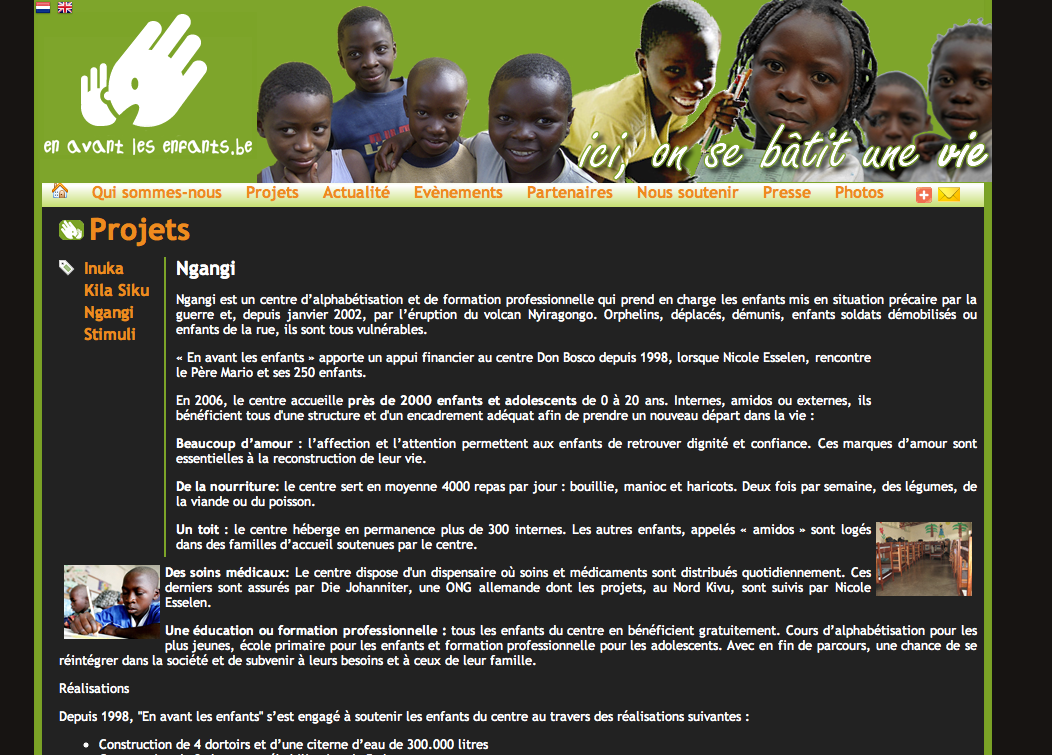 en avant les enfants.be
ici, on se bâtit une vie
Qui sommes-nous Projets Actualité Evènements Partenaires Nous soutenir Presse Photos
Projets
Inuka
Kila Siku
Ngangi
Stimuli
Ngangi
Ngangi est un centre d’alphabétisation et de formation professionnelle qui prend en charge les enfants mis en situation précaire par la
guerre et, depuis janvier 2002, par l’éruption du volcan Nyiragongo. Orphelins, déplacés, démunis, enfants soldats démobilisés ou
enfants de la rue, ils sont tous vulnérables.
« En avant les enfants » apporte un appui financier au centre Don Bosco depuis 1998, lorsque Nicole Esselen, rencontre
le Père Mario et ses 250 enfants.
En 2006, le centre accueille près de 2000 enfants et adolescents de 0 à 20 ans. Internes, amidos ou externes, ils
bénéficient tous d'une structure et d'un encadrement adéquat afin de prendre un nouveau départ dans la vie :
Beaucoup d’amour : l’affection et l’attention permettent aux enfants de retrouver dignité et confiance. Ces marques d’amour sont
essentielles à la reconstruction de leur vie.
De la nourriture: le centre sert en moyenne 4000 repas par jour : bouillie, manioc et haricots. Deux fois par semaine, des légumes, de
la viande ou du poisson.
Un toit : le centre héberge en permanence plus de 300 internes. Les autres enfants, appelés « amidos » sont logés
dans des familles d’accueil soutenues par le centre.
Des soins médicaux: Le centre dispose d'un dispensaire où soins et médicaments sont distribués quotidiennement. Ces
derniers sont assurés par Die Johanniter, une ONG allemande dont les projets, au Nord Kivu, sont suivis par Nicole
Esselen.
Une éducation ou formation professionnelle : tous les enfants du centre en bénéficient gratuitement. Cours d’alphabétisation pour les
plus jeunes, école primaire pour les enfants et formation professionnelle pour les adolescents. Avec en fin de parcours, une chance de se
réintégrer dans la société et de subvenir à leurs besoins et à ceux de leur famille.
Réalisations
Depuis 1998, "En avant les enfants" s’est engagé à soutenir les enfants du centre au travers des réalisations suivantes :
• Construction de 4 dortoirs et d’une citerne d’eau de 300.000 litres